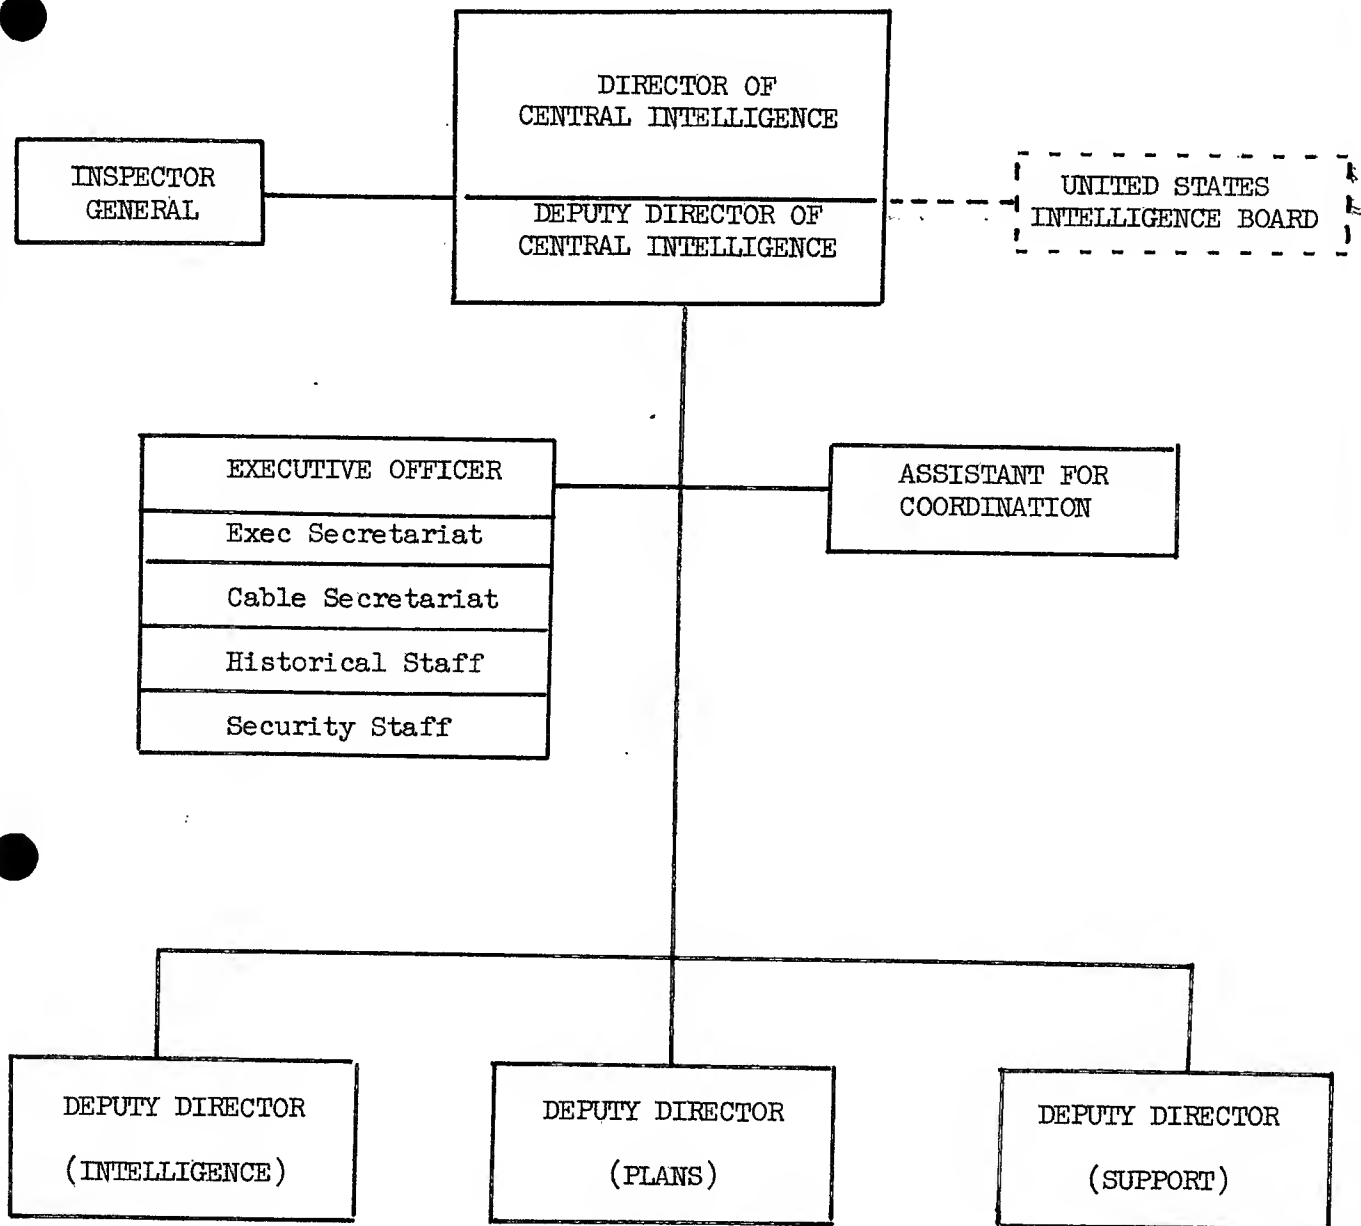 DIRECTOR OF
CENTRAL INTELLIGENCE
INSPECTOR
GENERAL
DEPUTY DIRECTOR OF
CENTRAL INTELLIGENCE
UNITED STATES
INTELLIGENCE BOARD
EXECUTIVE OFFICER
Exec Secretariat
Cable Secretariat
Historical Staff
Security Staff
ASSISTANT FOR
COORDINATION
DEPUTY DIRECTOR
(INTELLIGENCE)
DEPUTY DIRECTOR
(PLANS)
DEPUTY DIRECTOR
(SUPPORT)